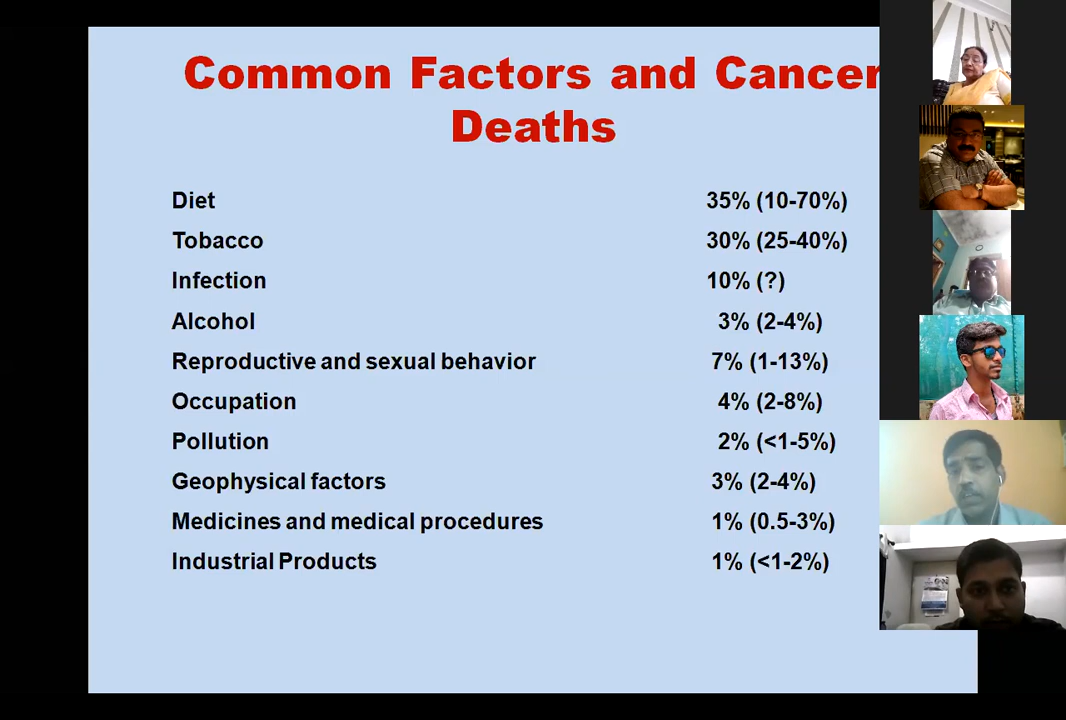 Common Factors and Cancer
Deaths
Diet 35% (10-70%)
Tobacco 30% (25-40%)
Infection 10% (?)
Alcohol 3% (2-4%)
Reproductive and sexual behavior 7% (1-13%)
Occupation 4% (2-8%)
Pollution 2% (<1-5%)
Geophysical factors 3% (2-4%)
Medicines and medical procedures 1% (0.5-3%)
Industrial Products 1% (<1-2%)